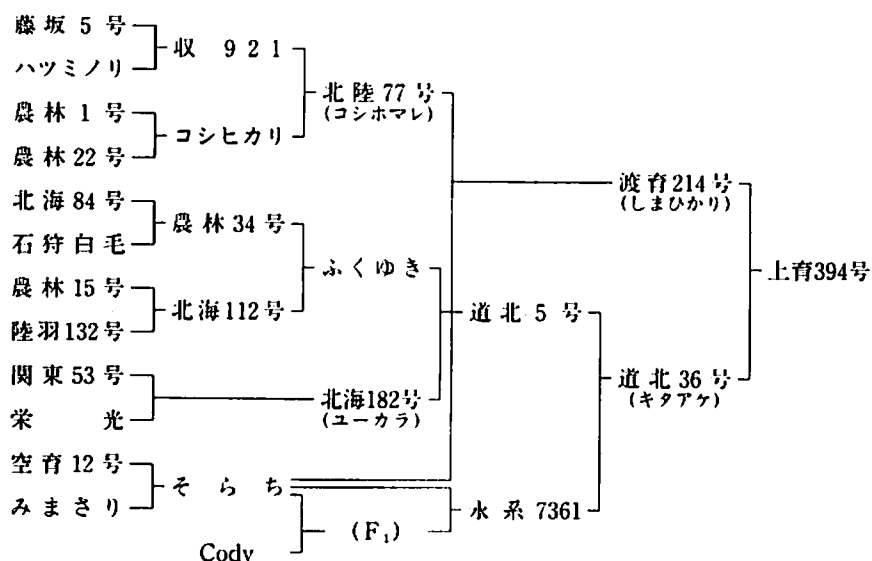 藤坂5号
ハツミノリ
収921
農林1号
農林22号
コシヒカリ
北陸77号
(コシホマレ)
北海84号
石狩白毛
農林34号
農林15号
陸羽132号
北海112号
ふくゆき
関東53号
栄光
北海182号
(ユーカラ)
道北5号
空育12号
みまさり
そらち
Cody
(F₁)
水系7361
渡育214号
(しまひかり)
道北36号
(キタアケ)
上育394号